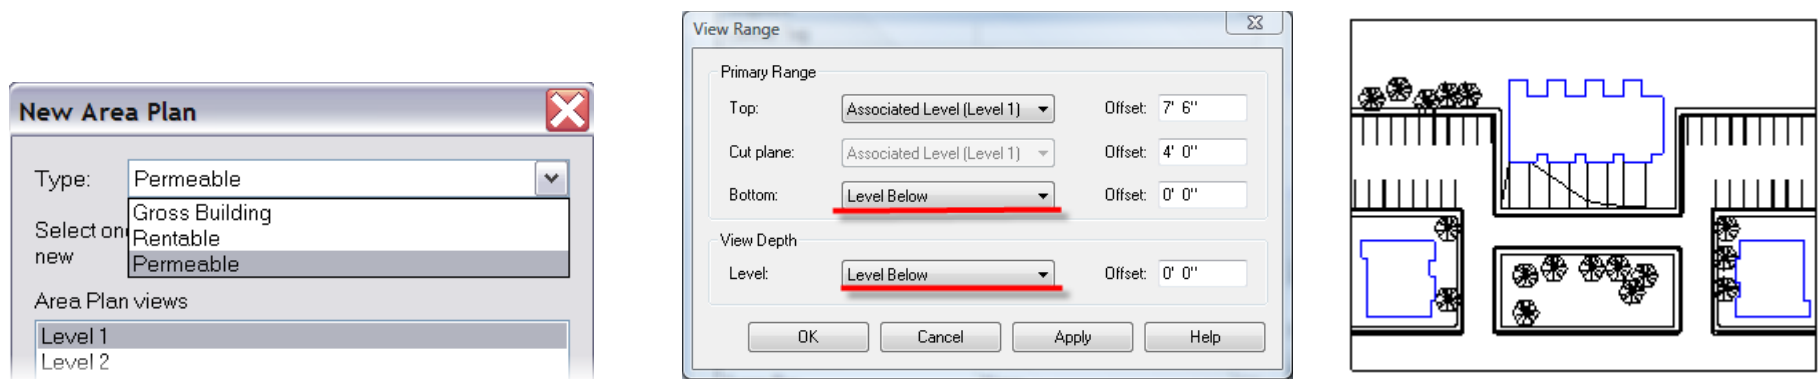 New Area Plan
Type: Permeable
Gross Building
Rentable
Permeable
Select on
new
Area Plan views
Level 1
Level 2
View Range
Primary Range
Top: Associated Level (Level 1) Offset: 7' 6"
Cut plane: Associated Level (Level 1) Offset: 4' 0"
Bottom: Level Below Offset: 0' 0"
View Depth
Level: Level Below Offset: 0' 0"
OK Cancel Apply Help